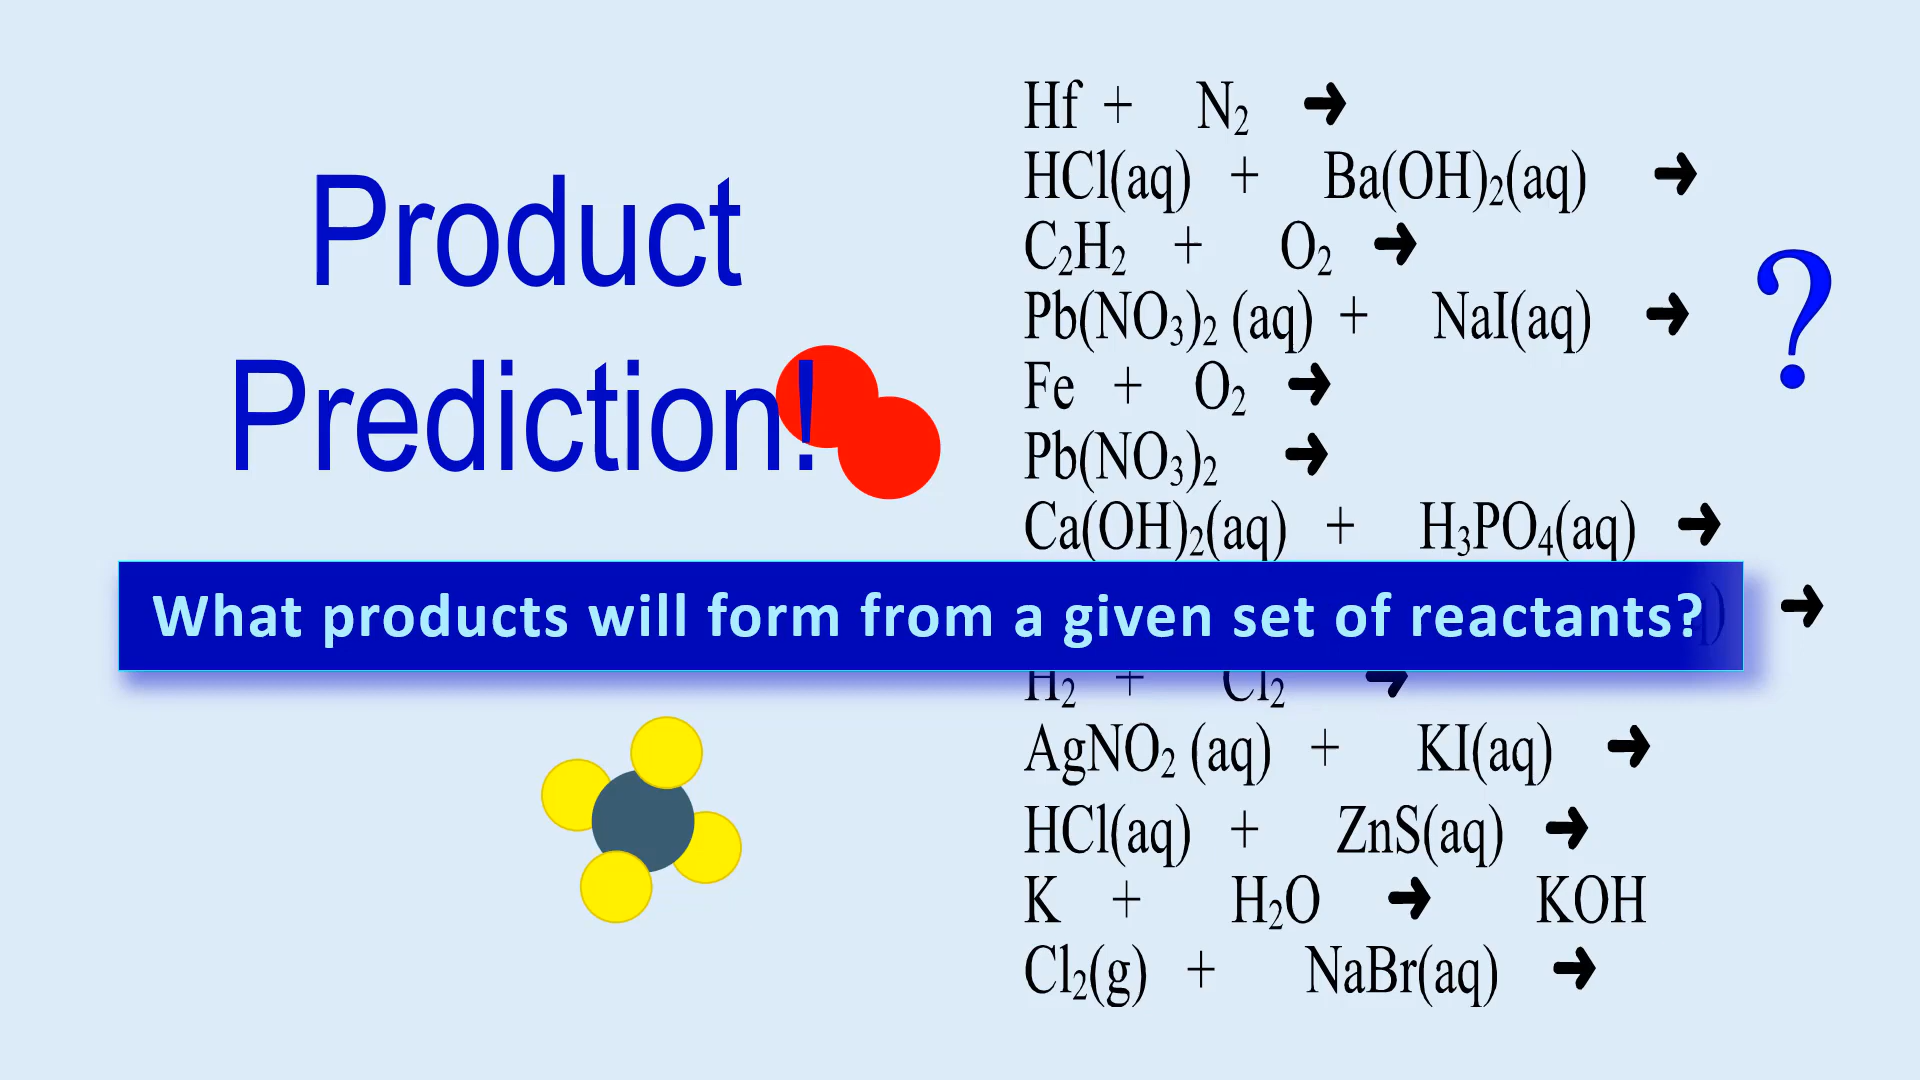 Product
Prediction!
Hf + N₂ ➔
HCl(aq) + Ba(OH)₂(aq) ➔
C₂H₂ + O₂ ➔
Pb(NO₃)₂ (aq) + NaI(aq) ➔
?
Fe + O₂ ➔
Pb(NO₃)₂ ➔
Ca(OH)₂(aq) + H₃PO₄(aq) ➔
What products will form from a given set of reactants?
➔
H₂ + Cl₂ ➔
AgNO₂ (aq) + KI(aq) ➔
HCl(aq) + ZnS(aq) ➔
K + H₂O ➔ KOH
Cl₂(g) + NaBr(aq) ➔